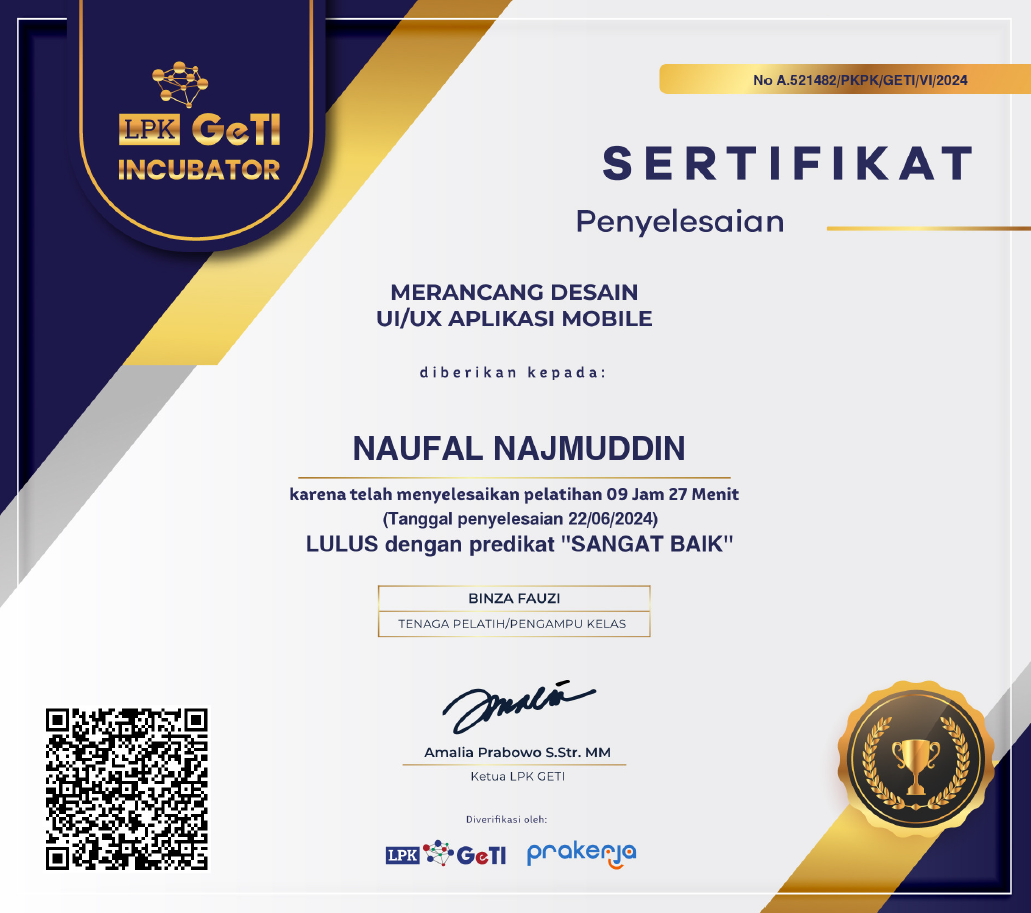 LPK GeTI
INCUBATOR
No A.521482/PKPK/GETI/VI/2024
SERTIFIKAT
Penyelesaian
MERANCANG DESAIN
UI/UX APLIKASI MOBILE
diberikan kepada:
NAUFAL NAJMUDDIN
karena telah menyelesaikan pelatihan 09 Jam 27 Menit
(Tanggal penyelesaian 22/06/2024)
LULUS dengan predikat "SANGAT BAIK"
BINZA FAUZI
TENAGA PELATIH/PENGAMPU KELAS
Amalia
Amalia Prabowo S.Str. MM
Ketua LPK GETI
Diverifikasi oleh:
LPK GeTI prakerja